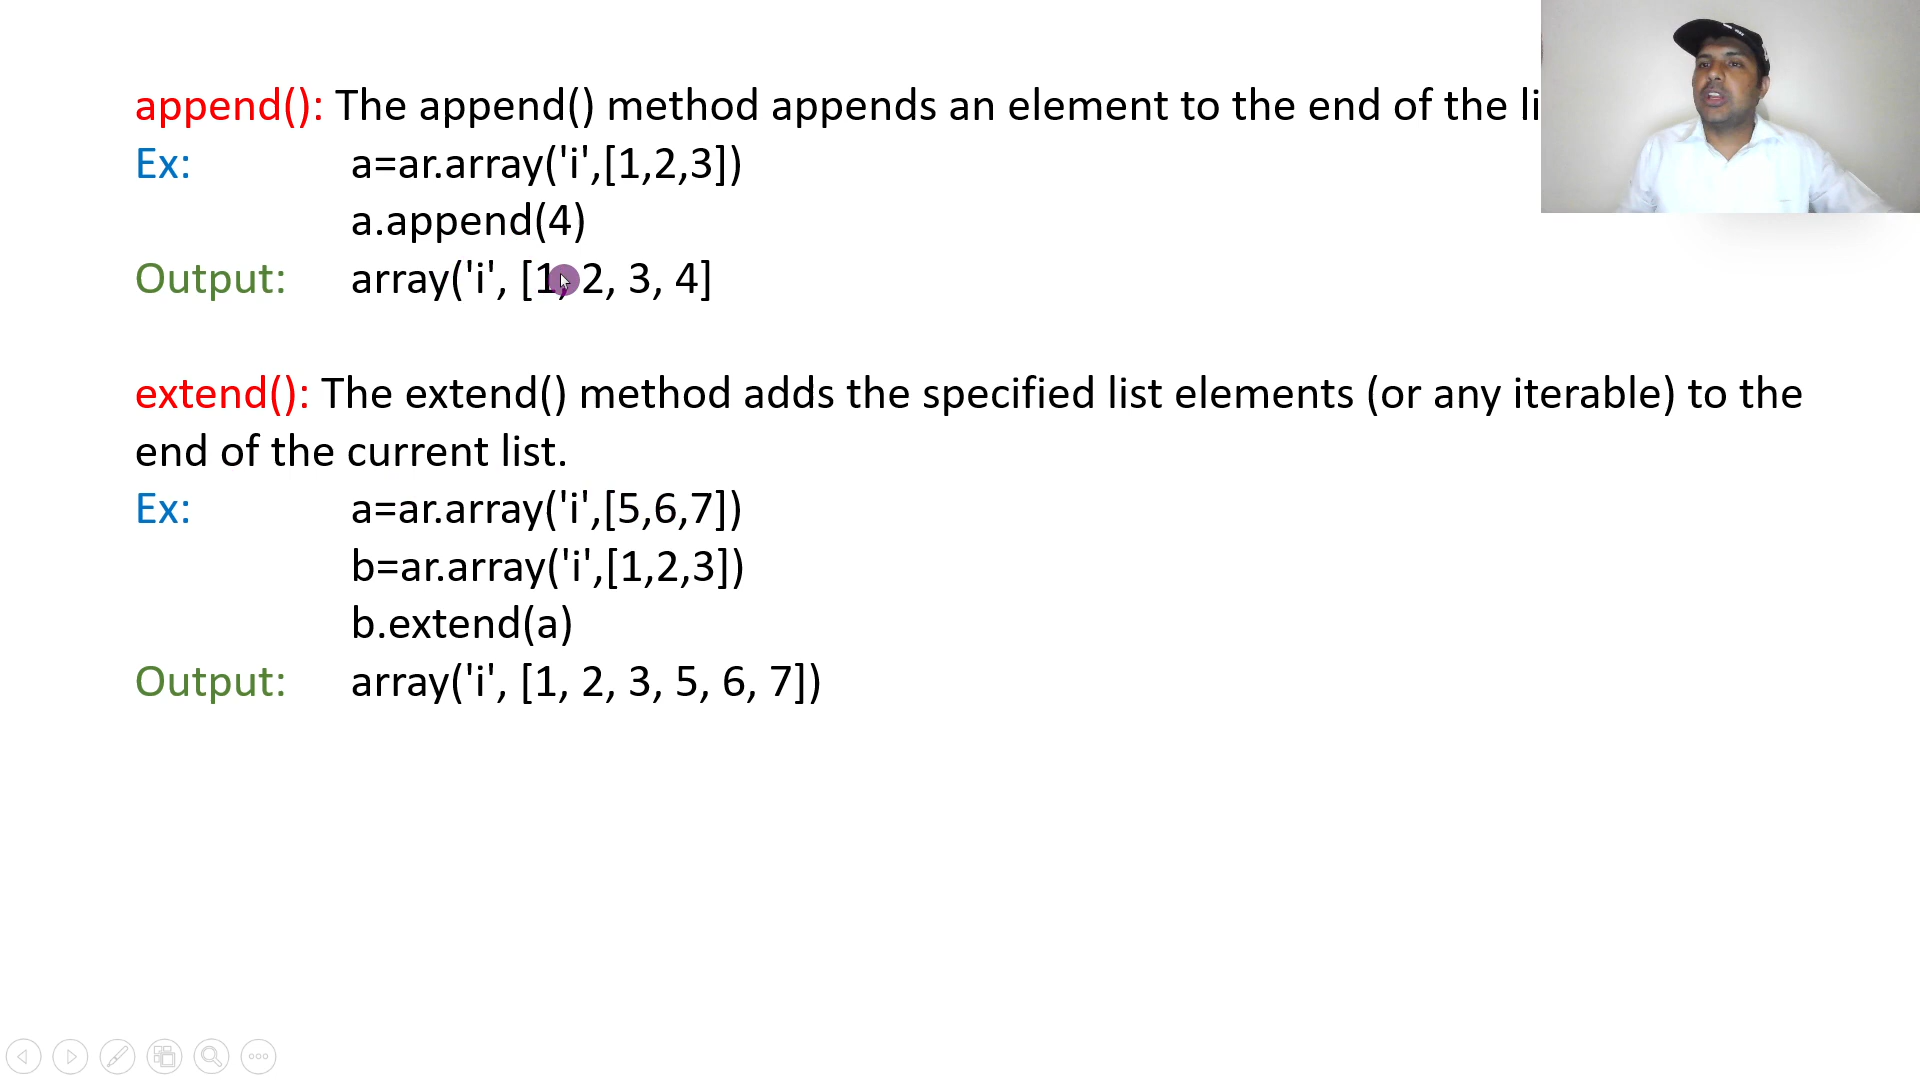 append(): The append() method appends an element to the end of the li
Ex: a=ar.array('i',[1,2,3])
a.append(4)
Output: array('i', [1, 2, 3, 4]
extend(): The extend() method adds the specified list elements (or any iterable) to the
end of the current list.
Ex: a=ar.array('i',[5,6,7])
b=ar.array('i',[1,2,3])
b.extend(a)
Output: array('i', [1, 2, 3, 5, 6, 7])